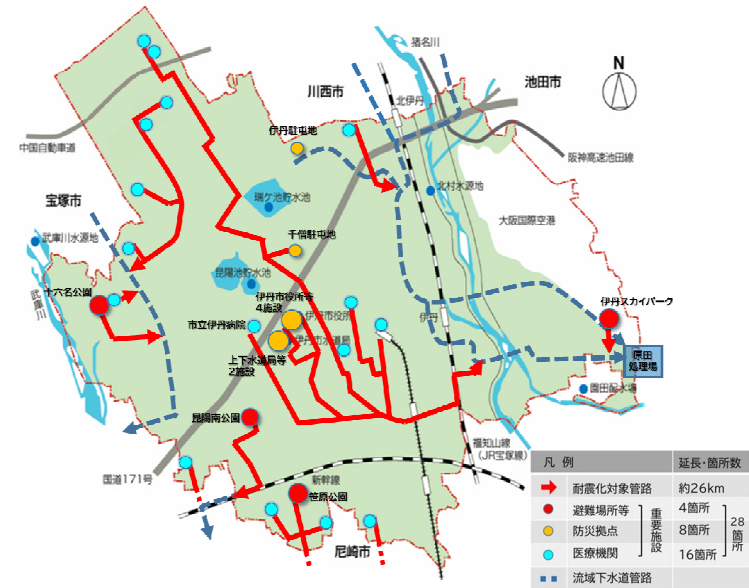 猪名川
N
川西市
池田市
北伊丹
伊丹駐屯地
中国自動車道
阪神高速池田線
北村水源地
宝塚市
瑞ケ池貯水池
大阪国際空港
武庫川水源地
千僧駐屯地
昆陽池貯水池
十六名公園
武庫川
伊丹市役所等
4施設
伊丹市役所
伊丹スカイパーク
市立伊丹病院
伊丹
伊丹市水道局
上下水道局等
2施設
原田
処理場
園田配水場
昆陽南公園
福知山線
(JR宝塚線)
国道171号
新幹線
笹原公園
尼崎市
凡 例
延長・箇所数
耐震化対象管路
約26km
避難場所等
4箇所
防災拠点
8箇所
医療機関
16箇所
重要施設
28箇所
流域下水道管路